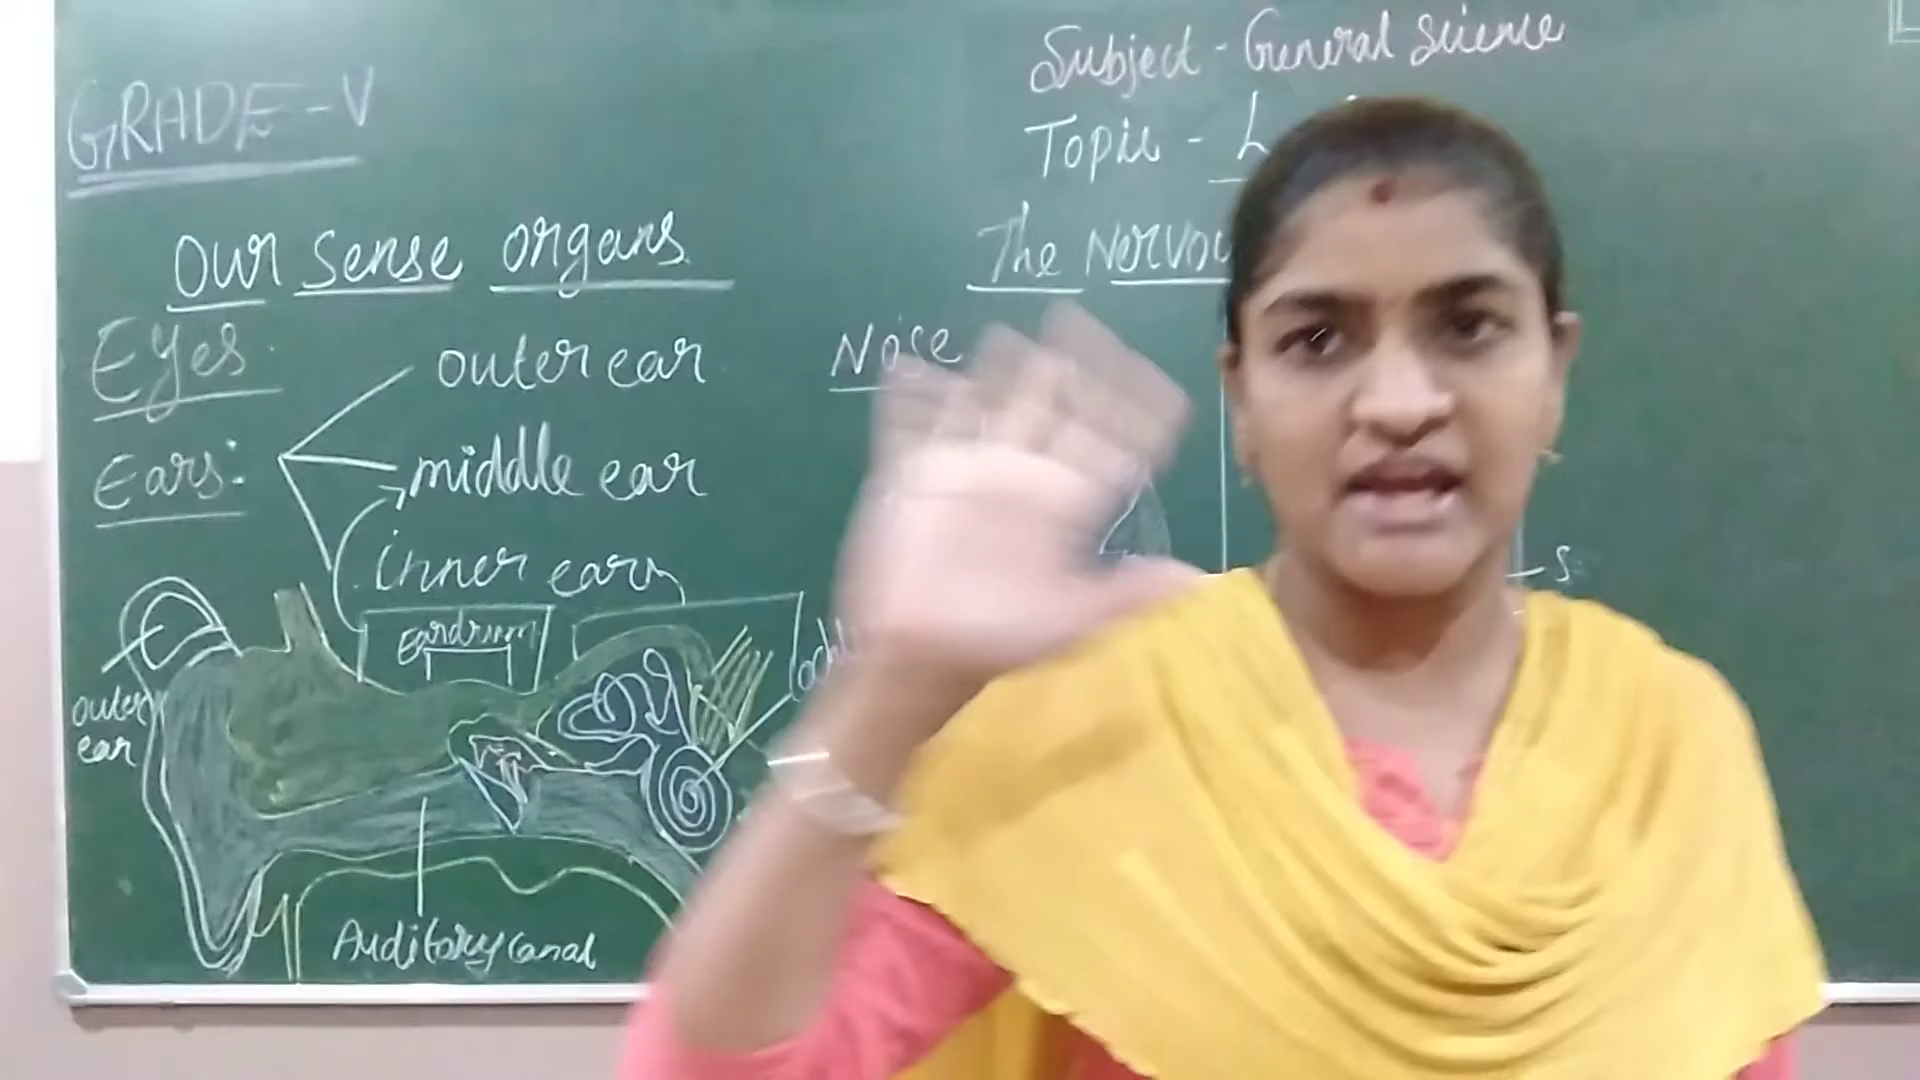 GRADE-V
Subject - General Science
Topic -
Our sense organs
The Nervou
Eyes
outer ear
Nose
Ears:
middle ear
inner ear
Eardrum
outer
ear
Auditory canal